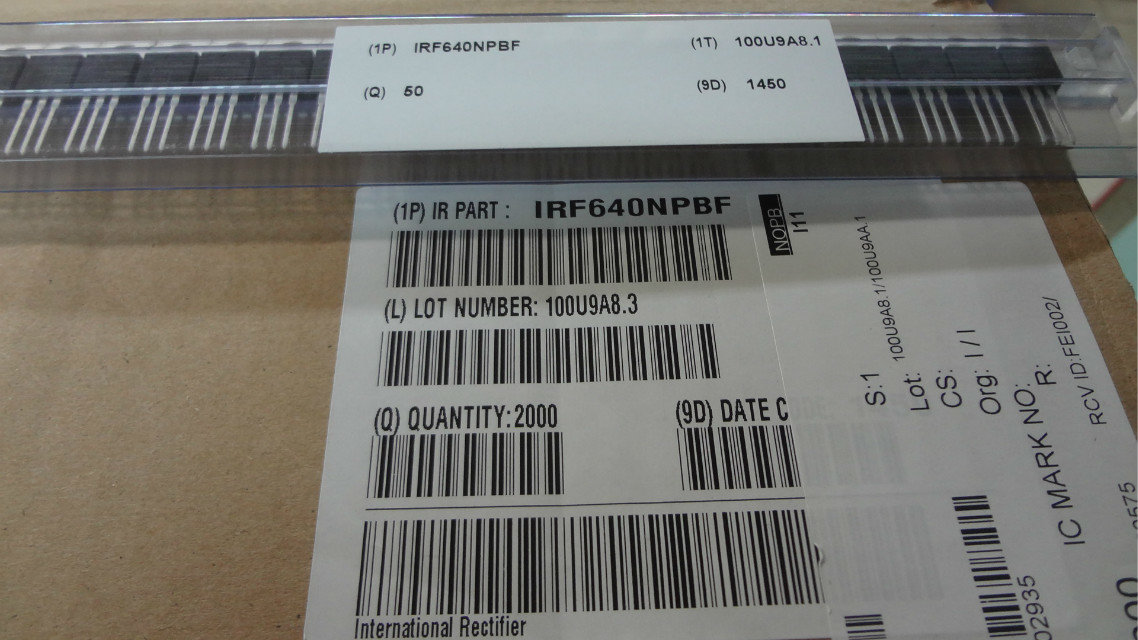 (1P) IRF640NPBF (1T) 100U9A8.1
(Q) 50 (9D) 1450
(1P) IR PART : IRF640NPBF
NOPB
I11
(L) LOT NUMBER: 100U9A8.3
(Q) QUANTITY: 2000 (9D) DATE C
International Rectifier
S:1
Lot: 100U9A8.1/100U9AA.1
CS:
Org: I / I
IC MARK NO:
R:
RCV ID:FEI002/
02935